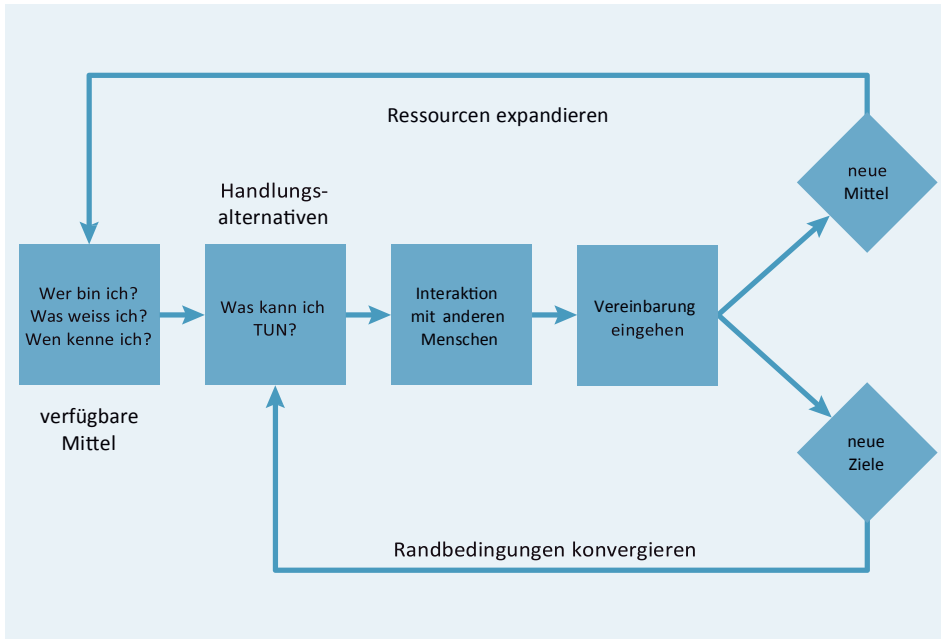 Ressourcen expandieren
neue
Mittel
Handlungs-
alternativen
Wer bin ich?
Was weiss ich?
Wen kenne ich?
Was kann ich
TUN?
Interaktion
mit anderen
Menschen
Vereinbarung
eingehen
verfügbare
Mittel
neue
Ziele
Randbedingungen konvergieren